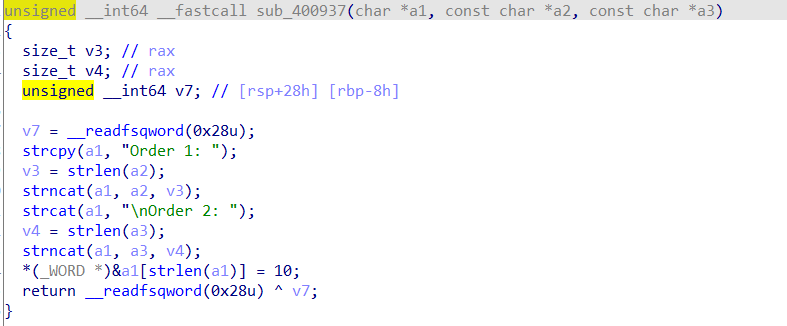 unsigned __int64 __fastcall sub_400937(char *a1, const char *a2, const char *a3)
{
  size_t v3; // rax
  size_t v4; // rax
  unsigned __int64 v7; // [rsp+28h] [rbp-8h]

  v7 = __readfsqword(0x28u);
  strcpy(a1, "Order 1: ");
  v3 = strlen(a2);
  strncat(a1, a2, v3);
  strcat(a1, "\nOrder 2: ");
  v4 = strlen(a3);
  strncat(a1, a3, v4);
  *(_WORD *)&a1[strlen(a1)] = 10;
  return __readfsqword(0x28u) ^ v7;
}